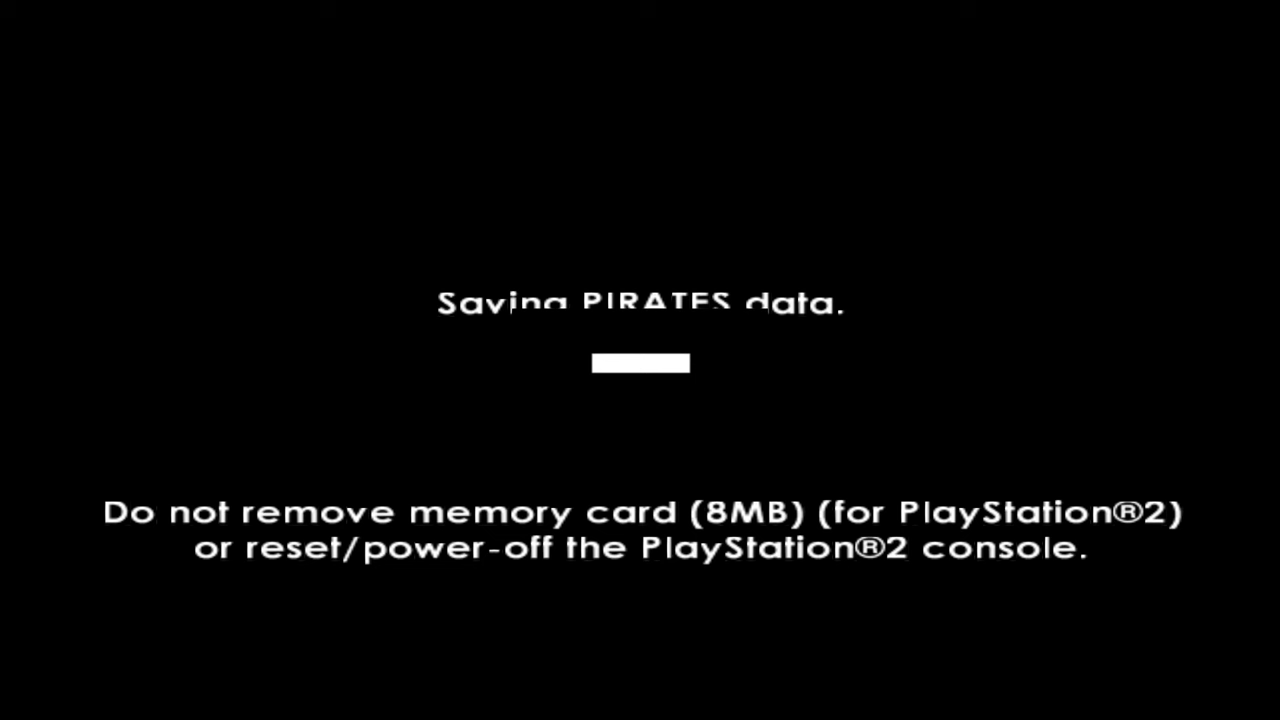 Saving PIRATES data.
Do not remove memory card (8MB) (for PlayStation®2)
or reset/power-off the PlayStation®2 console.